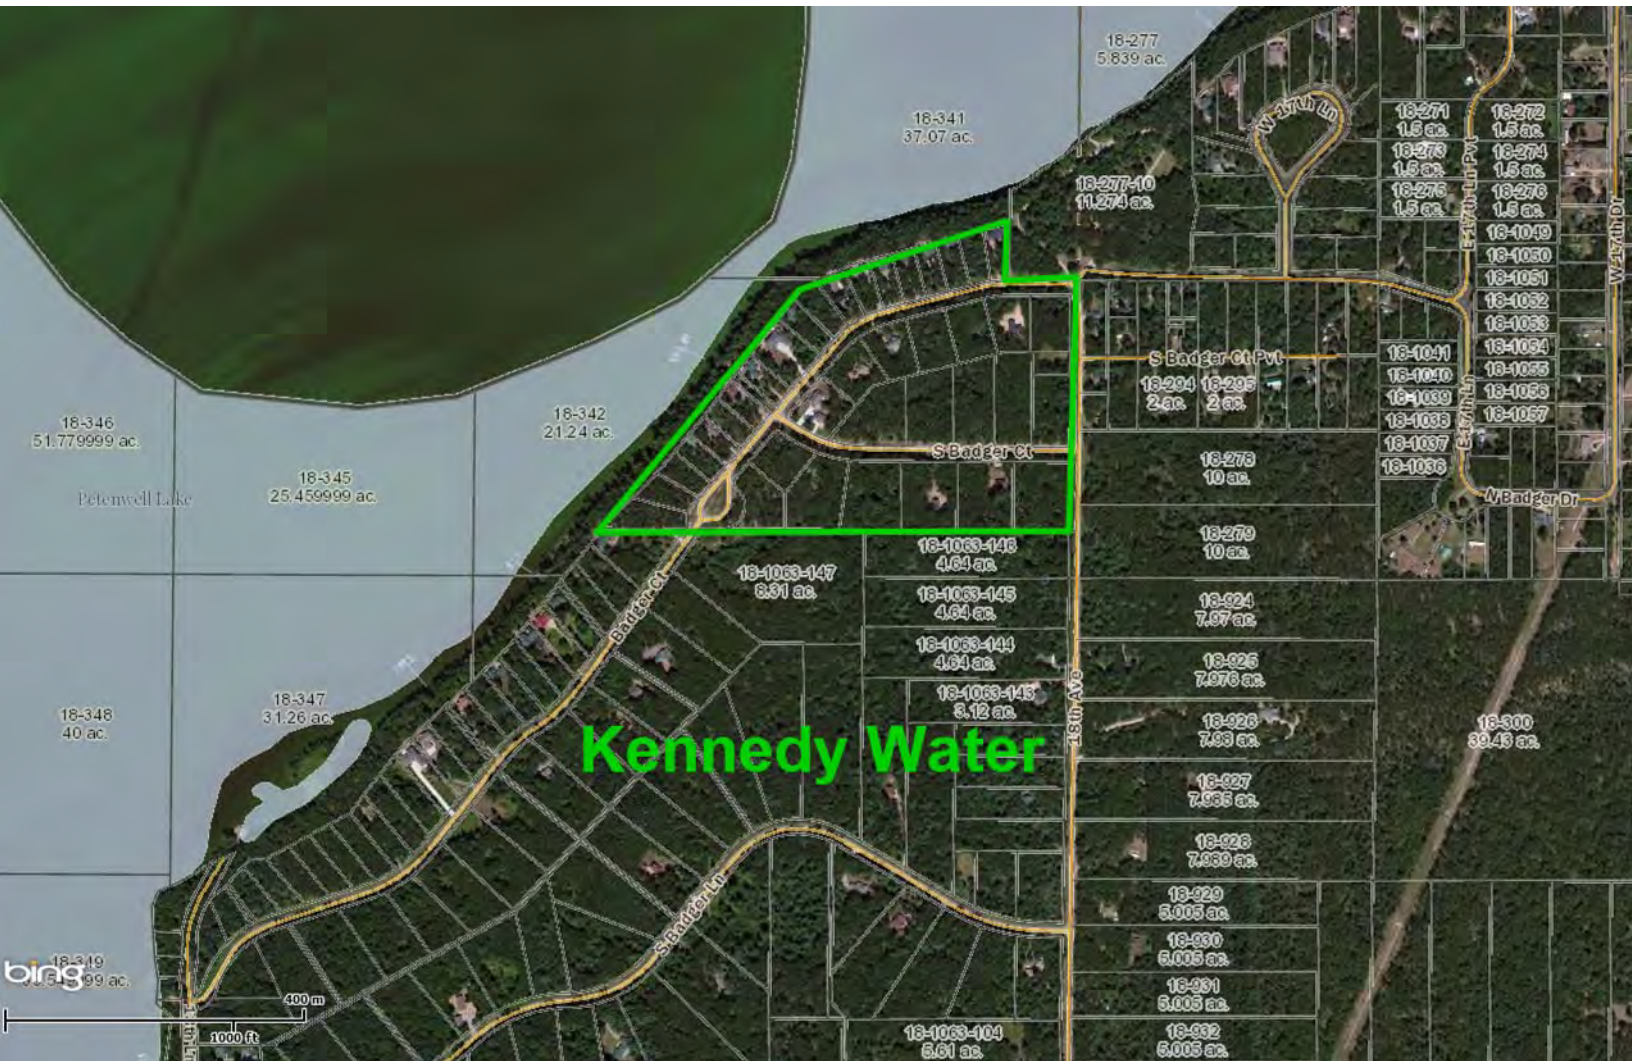 18-277
5.839 ac.
18-341
37.07 ac.
W 17th Ln
18-271
1.5 ac.
18-272
1.5 ac.
18-273
1.5 ac.
18-274
1.5 ac.
18-275
1.5 ac.
18-276
1.5 ac.
E 17th Ln Pvt
W 17th Dr
18-277-10
11.274 ac.
18-1049
18-1050
18-1051
18-1052
18-1053
18-1054
18-1055
18-1056
18-1057
S Badger Ct Pvt
18-294
2 ac.
18-295
2 ac.
18-1041
18-1040
18-1039
18-1038
18-1037
18-1036
E 17th Ln
18-346
51.779999 ac.
18-342
21.24 ac.
18-345
25.459999 ac.
Petenwell Lake
S Badger Ct
18-278
10 ac.
N Badger Dr
18-279
10 ac.
18-1063-146
4.64 ac.
18-1063-147
8.31 ac.
18-1063-145
4.64 ac.
18-924
7.97 ac.
Badger Ct
18-1063-144
4.64 ac.
18-925
7.976 ac.
18-1063-143
3.12 ac.
18th Ave
18-347
31.26 ac.
18-348
40 ac.
18-926
7.98 ac.
18-300
39.43 ac.
Kennedy Water
18-927
7.985 ac.
18-928
7.989 ac.
S Badger Ln
18-929
5.005 ac.
18-930
5.005 ac.
18-349
bing
18-931
5.005 ac.
400 m
1000 ft
18-1063-104
5.61 ac.
18-932
5.005 ac.